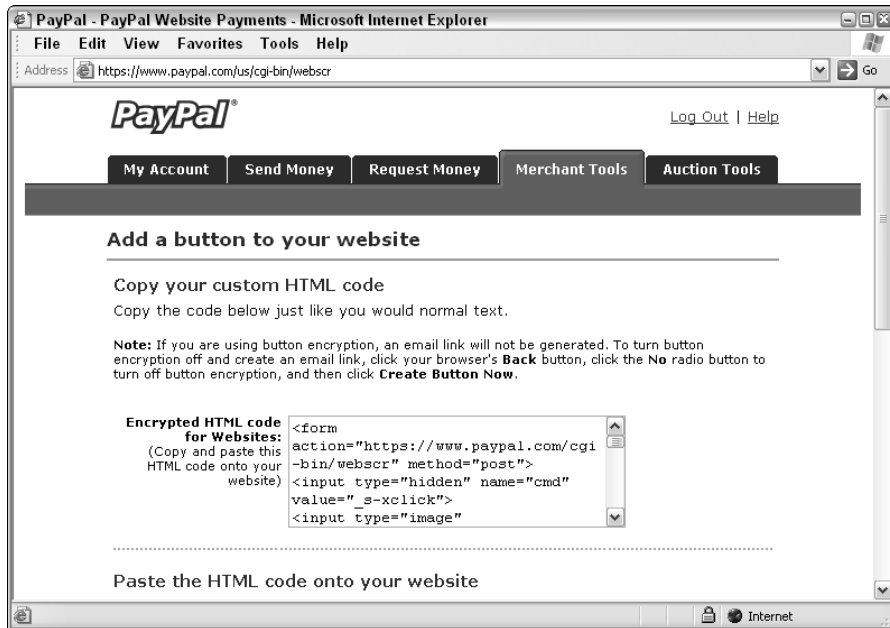 PayPal - PayPal Website Payments - Microsoft Internet Explorer
File Edit View Favorites Tools Help
Address https://www.paypal.com/us/cgi-bin/webscr Go
PayPal®
Log Out | Help
My Account Send Money Request Money Merchant Tools Auction Tools
Add a button to your website
Copy your custom HTML code
Copy the code below just like you would normal text.
Note: If you are using button encryption, an email link will not be generated. To turn button
encryption off and create an email link, click your browser's Back button, click the No radio button to
turn off button encryption, and then click Create Button Now.
Encrypted HTML code
for Websites:
(Copy and paste this
HTML code onto your
website)
<form
action="https://www.paypal.com/cgi
-bin/webscr" method="post">
<input type="hidden" name="cmd"
value="_s-xclick">
<input type="image"
Paste the HTML code onto your website
Internet